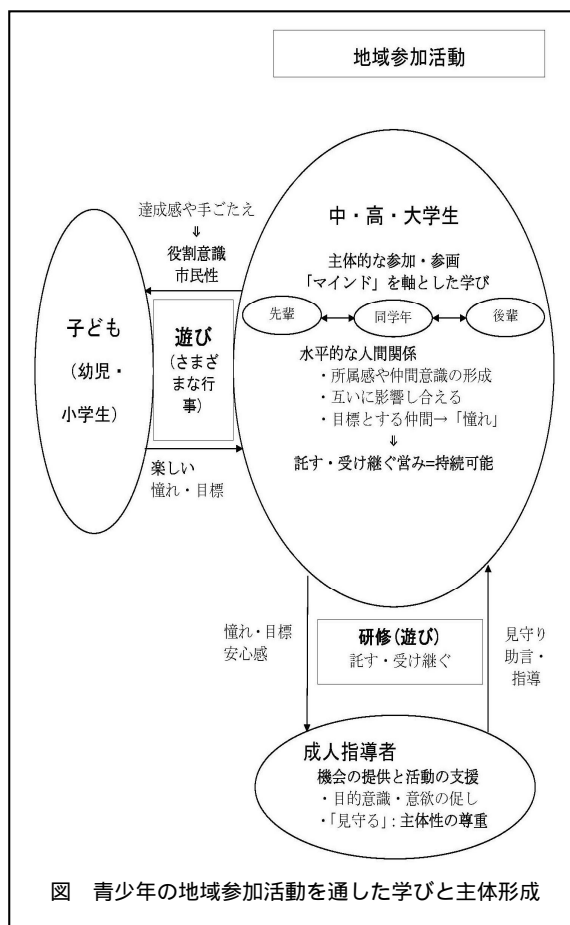 地域参加活動
達成感や手ごたえ
⇓
役割意識
市民性
子ども
(幼児・
小学生)
遊び
(さまざ
まな行
事)
楽しい
憧れ・目標
中・高・大学生
主体的な参加・参画
「マインド」を軸とした学び
先輩
同学年
後輩
水平的な人間関係
・所属感や仲間意識の形成
・互いに影響し合える
・目標とする仲間→「憧れ」
⇓
託す・受け継ぐ営み=持続可能
憧れ・目標
安心感
研修(遊び)
託す・受け継ぐ
見守り
助言・
指導
成人指導者
機会の提供と活動の支援
・目的意識・意欲の促し
・「見守る」:主体性の尊重
図 青少年の地域参加活動を通した学びと主体形成